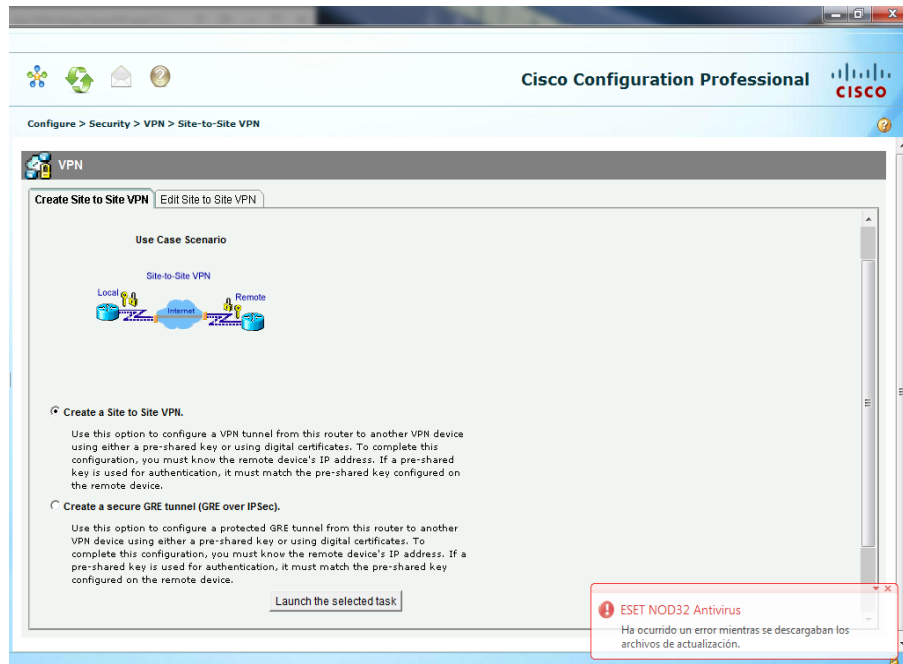 Cisco Configuration Professional
CISCO
Configure > Security > VPN > Site-to-Site VPN
VPN
Create Site to Site VPN
Edit Site to Site VPN
Use Case Scenario
Site-to-Site VPN
Local
Internet
Remote
Create a Site to Site VPN.
Use this option to configure a VPN tunnel from this router to another VPN device
using either a pre-shared key or using digital certificates. To complete this
configuration, you must know the remote device's IP address. If a pre-shared
key is used for authentication, it must match the pre-shared key configured on
the remote device.
Create a secure GRE tunnel (GRE over IPSec).
Use this option to configure a protected GRE tunnel from this router to another
VPN device using either a pre-shared key or using digital certificates. To
complete this configuration, you must know the remote device's IP address. If a
pre-shared key is used for authentication, it must match the pre-shared key
configured on the remote device.
Launch the selected task
ESET NOD32 Antivirus
Ha ocurrido un error mientras se descargaban los
archivos de actualización.